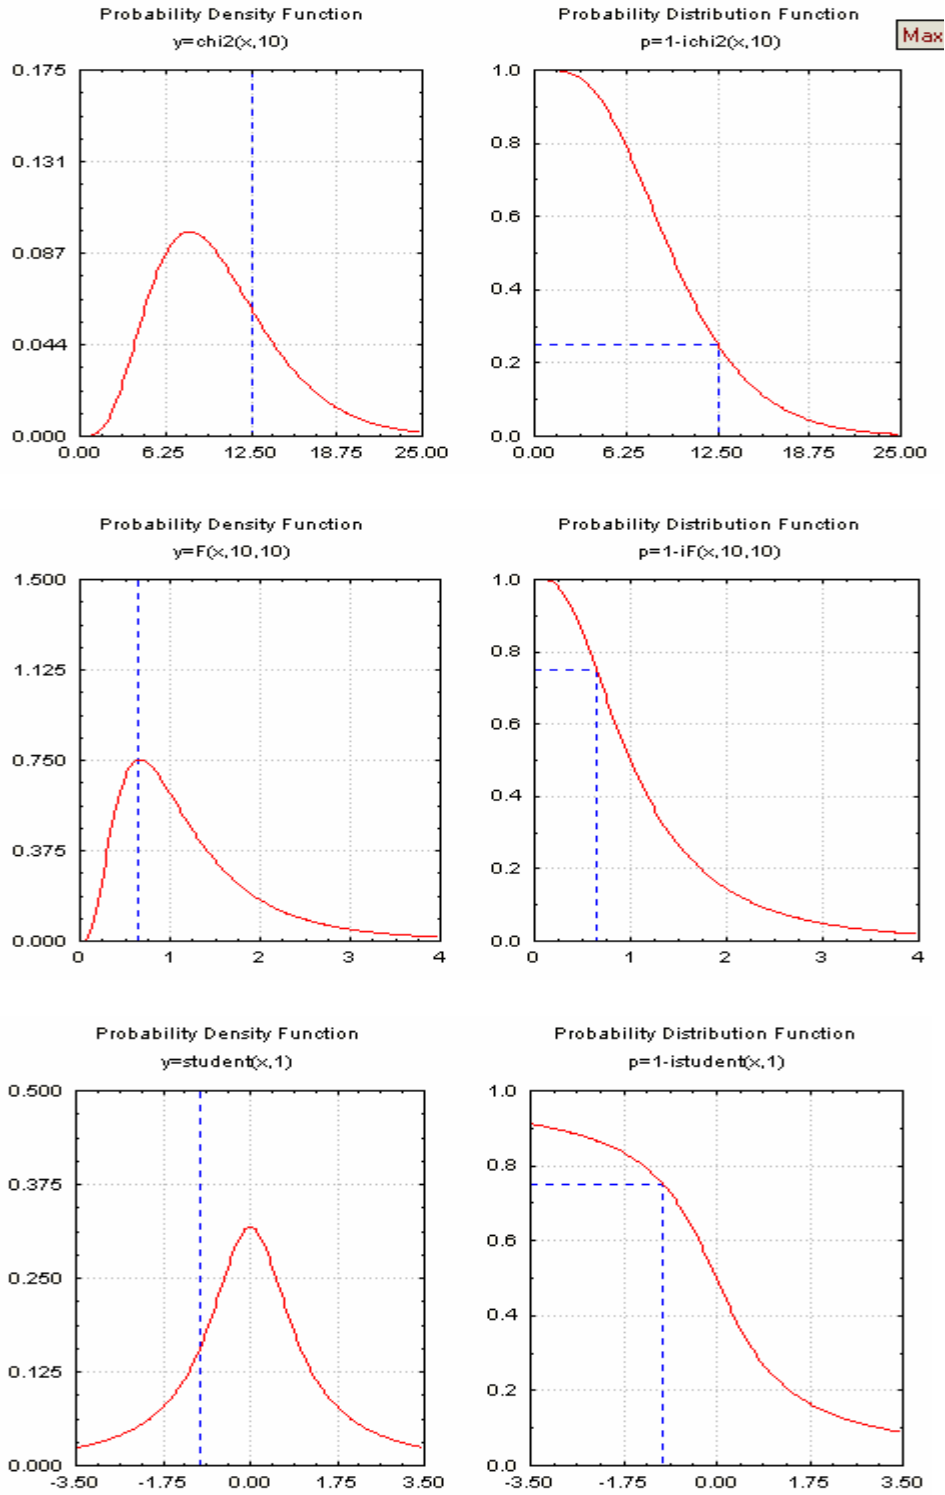 Probability Density Function
y=chi2(x,10)
0.175
0.131
0.087
0.044
0.000
0.00 6.25 12.50 18.75 25.00
Probability Distribution Function
p=1-ichi2(x,10)
Max
1.0
0.8
0.6
0.4
0.2
0.0
0.00 6.25 12.50 18.75 25.00
Probability Density Function
y=F(x,10,10)
1.500
1.125
0.750
0.375
0.000
0 1 2 3 4
Probability Distribution Function
p=1-iF(x,10,10)
1.0
0.8
0.6
0.4
0.2
0.0
0 1 2 3 4
Probability Density Function
y=student(x,1)
0.500
0.375
0.250
0.125
0.000
-3.50 -1.75 0.00 1.75 3.50
Probability Distribution Function
p=1-istudent(x,1)
1.0
0.8
0.6
0.4
0.2
0.0
-3.50 -1.75 0.00 1.75 3.50